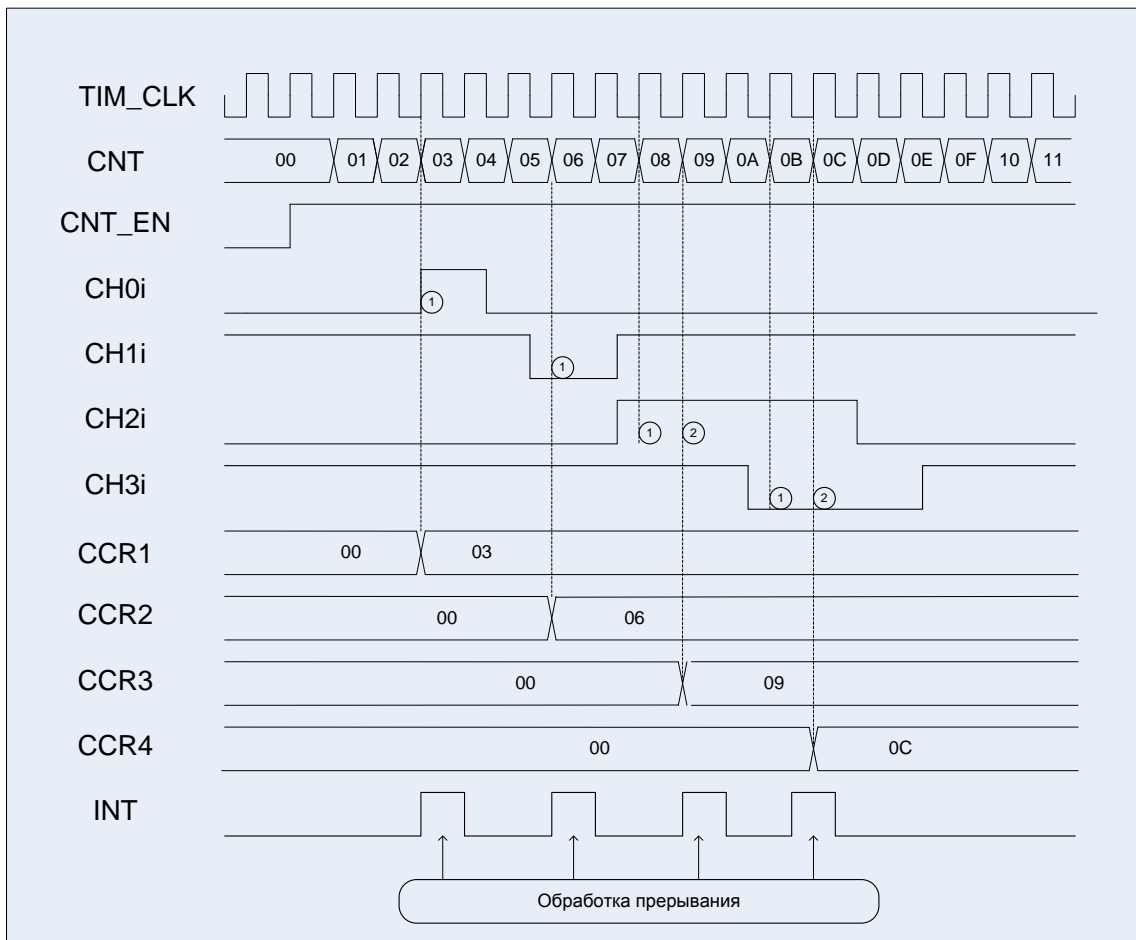 TIM_CLK
CNT 00 01 02 03 04 05 06 07 08 09 0A 0B 0C 0D 0E 0F 10 11
CNT_EN
CH0i 1
CH1i 1
CH2i 1 2
CH3i 1 2
CCR1 00 03
CCR2 00 06
CCR3 00 09
CCR4 00 0C
INT
Обработка прерывания